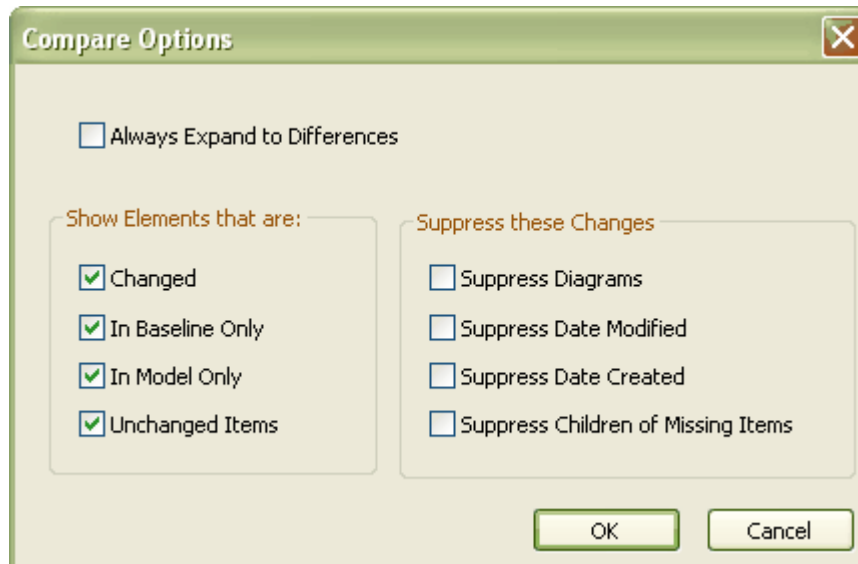 Compare Options
Always Expand to Differences
Show Elements that are:
Changed
In Baseline Only
In Model Only
Unchanged Items
Suppress these Changes
Suppress Diagrams
Suppress Date Modified
Suppress Date Created
Suppress Children of Missing Items
OK
Cancel